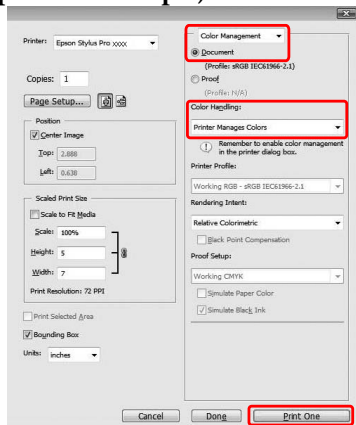 Printer: Epson Stylus Pro xxxx
Copies: 1
Page Setup...
Position
Center Image
Top: 2.888
Left: 0.638
Scaled Print Size
Scale to Fit Media
Scale: 100%
Height: 5
Width: 7
Print Resolution: 72 PPI
Print Selected Area
Bounding Box
Units: inches
Color Management
Document
(Profile: sRGB IEC61966-2.1)
Proof
(Profile: N/A)
Color Handling:
Printer Manages Colors
Remember to enable color management
in the printer dialog box.
Printer Profile:
Working RGB - sRGB IEC61966-2.1
Rendering Intent:
Relative Colorimetric
Black Point Compensation
Proof Setup:
Working CMYK
Simulate Paper Color
Simulate Black Ink
Cancel
Done
Print One